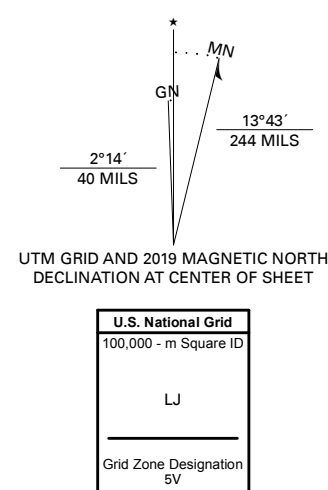 ★
MN
GN
13°43´
244 MILS
2°14´
40 MILS
UTM GRID AND 2019 MAGNETIC NORTH
DECLINATION AT CENTER OF SHEET
U.S. National Grid
100,000 - m Square ID
LJ
Grid Zone Designation
5V